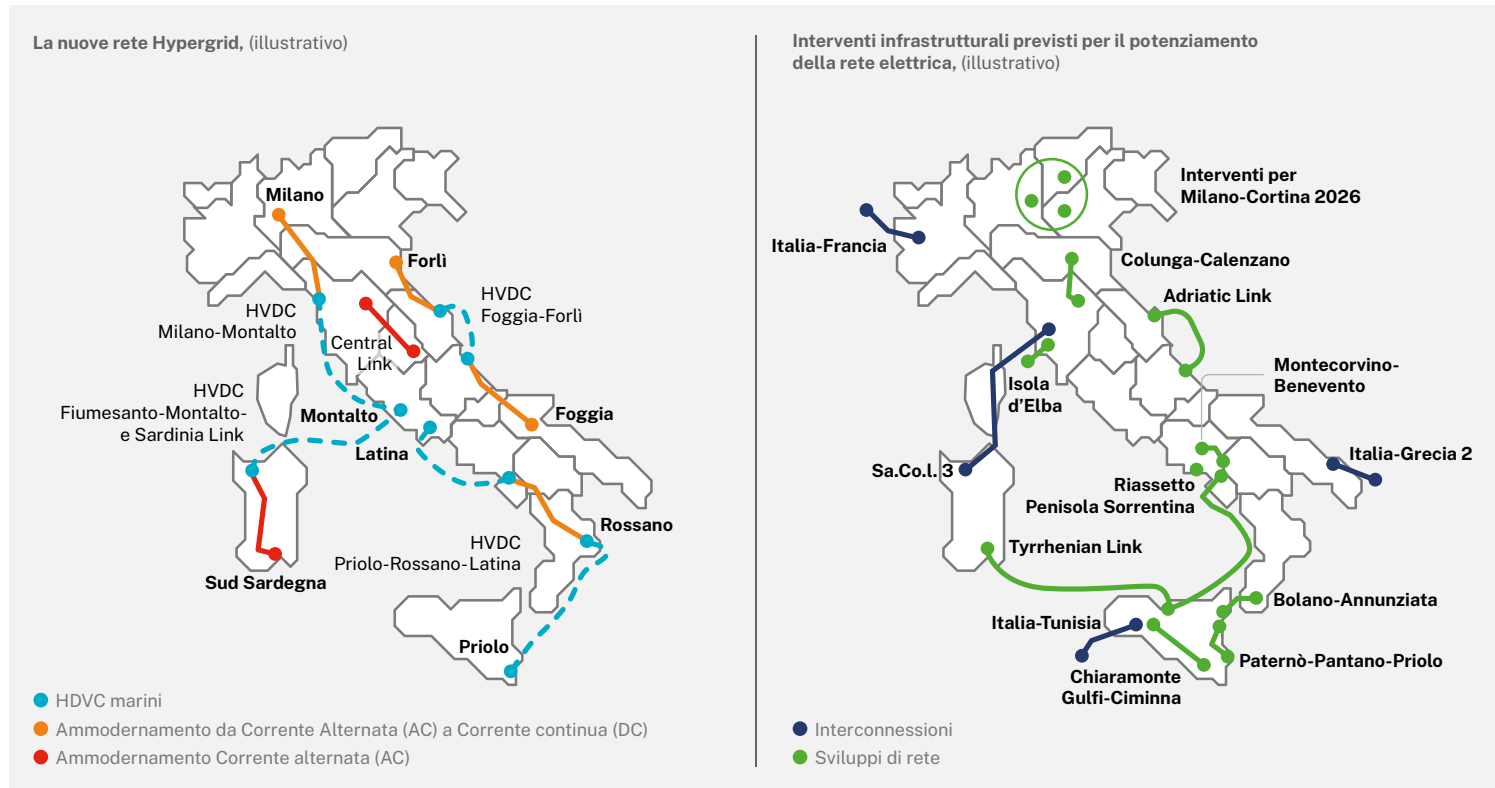 La nuove rete Hypergrid, (illustrativo)
Milano
Forlì
HVDC
Foggia-Forlì
HVDC
Milano-Montalto
Central
Link
HVDC
Fiumesanto-Montalto-
e Sardinia Link
Montalto
Foggia
Latina
Rossano
HVDC
Priolo-Rossano-Latina
Sud Sardegna
Priolo
HDVC marini
Ammodernamento da Corrente Alternata (AC) a Corrente continua (DC)
Ammodernamento Corrente alternata (AC)
Interventi infrastrutturali previsti per il potenziamento
della rete elettrica, (illustrativo)
Interventi per
Milano-Cortina 2026
Italia-Francia
Colunga-Calenzano
Adriatic Link
Montecorvino-
Benevento
Isola
d'Elba
Italia-Grecia 2
Sa.Co.I. 3
Riassetto
Penisola Sorrentina
Tyrrhenian Link
Bolano-Annunziata
Italia-Tunisia
Paternò-Pantano-Priolo
Chiaramonte
Gulfi-Ciminna
Interconnessioni
Sviluppi di rete